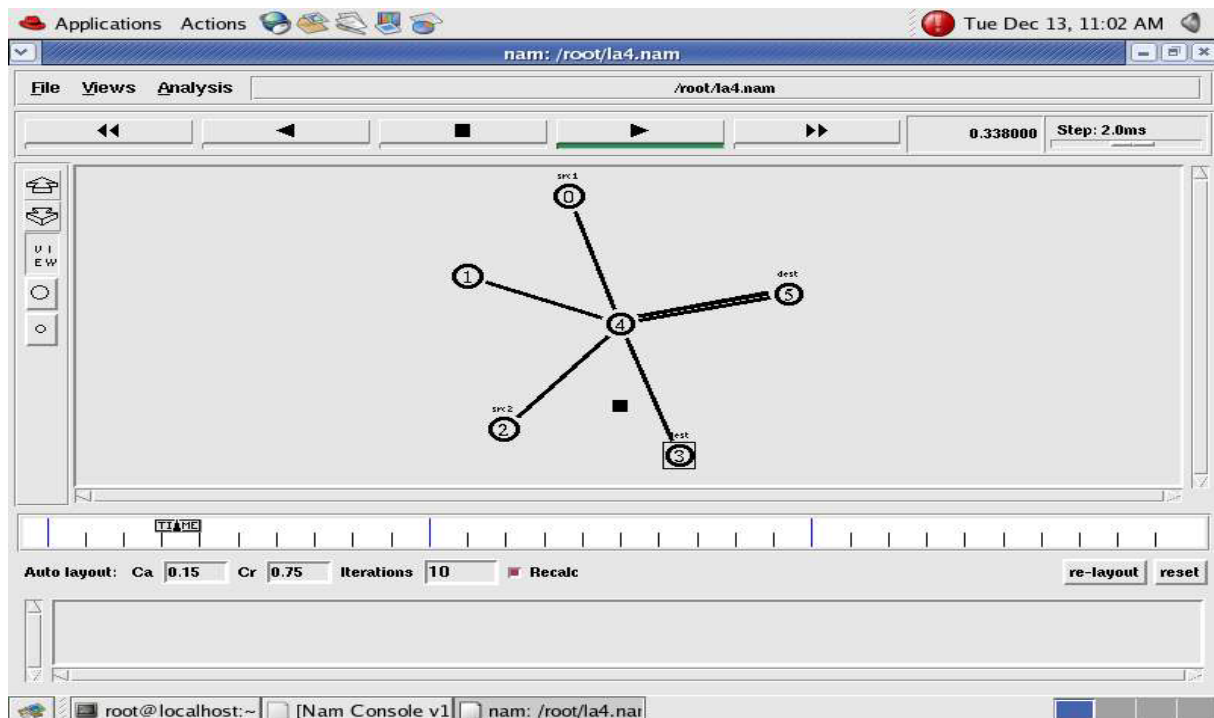 Applications Actions Tue Dec 13, 11:02 AM
nam: /root/la4.nam
File Views Analysis /root/la4.nam
0.338000 Step: 2.0ms
VIEW
src1
0
1
dest
5
4
src2
2
dest
3
TIME
Auto layout: Ca 0.15 Cr 0.75 Iterations 10 Recalc re-layout reset
root@localhost:~ [Nam Console v1 nam: /root/la4.nar